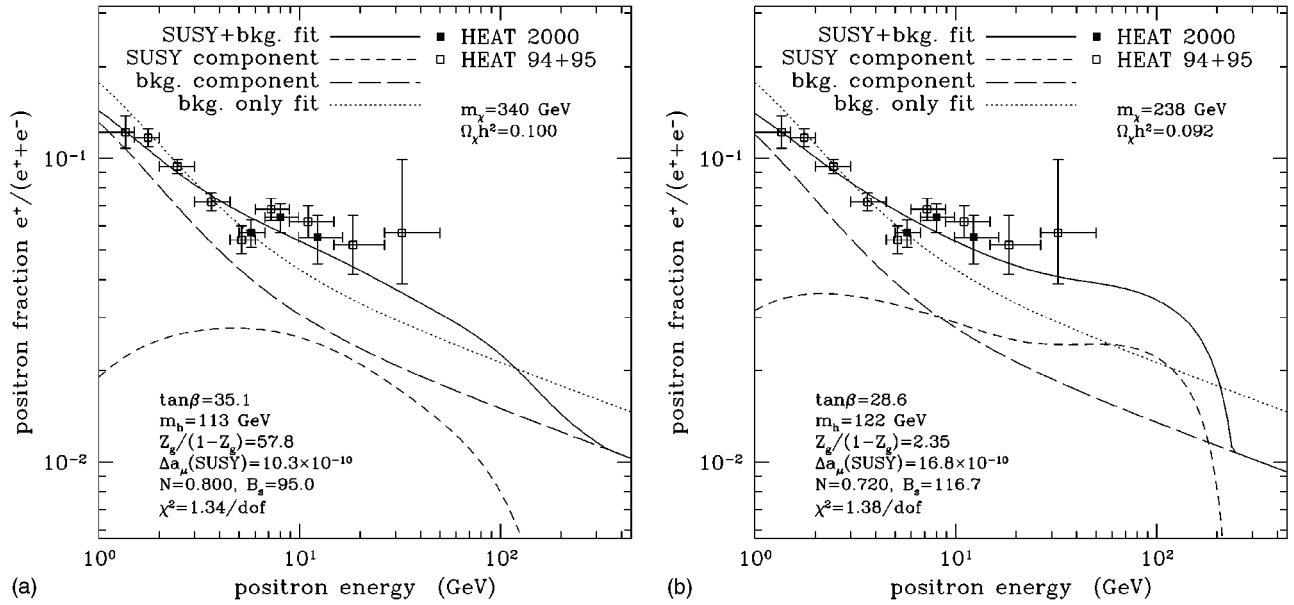 SUSY+bkg. fit
SUSY component
bkg. component
bkg. only fit
HEAT 2000
HEAT 94+95
m_χ=340 GeV
Ω_χh²=0.100
10⁻¹
10⁻²
positron fraction e⁺/(e⁺+e⁻)
tanβ=35.1
m_h=113 GeV
Z_g/(1-Z_g)=57.8
Δa_μ(SUSY)=10.3×10⁻¹⁰
N=0.800, B_s=95.0
χ²=1.34/dof
10⁰
10¹
10²
positron energy (GeV)
(a)
SUSY+bkg. fit
SUSY component
bkg. component
bkg. only fit
HEAT 2000
HEAT 94+95
m_χ=238 GeV
Ω_χh²=0.092
10⁻¹
10⁻²
positron fraction e⁺/(e⁺+e⁻)
tanβ=28.6
m_h=122 GeV
Z_g/(1-Z_g)=2.35
Δa_μ(SUSY)=16.8×10⁻¹⁰
N=0.720, B_s=116.7
χ²=1.38/dof
10⁰
10¹
10²
positron energy (GeV)
(b)